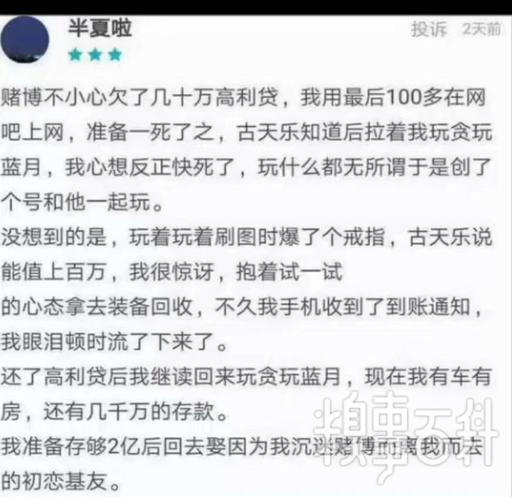 半夏啦
投诉 2天前
赌博不小心欠了几十万高利贷，我用最后100多在网
吧上网，准备一死了之，古天乐知道后拉着我玩贪玩
蓝月，我心想反正快死了，玩什么都无所谓于是创了
个号和他一起玩。
没想到的是，玩着玩着刷图时爆了个戒指，古天乐说
能值上百万，我很惊讶，抱着试一试
的心态拿去装备回收，不久我手机收到了到账通知，
我眼泪顿时流了下来了。
还了高利贷后我继读回来玩贪玩蓝月，现在我有车有
房，还有几千万的存款。
我准备存够2亿后回去娶因为我沉迷赌博而离我而去
的初恋基友。
糗事百科